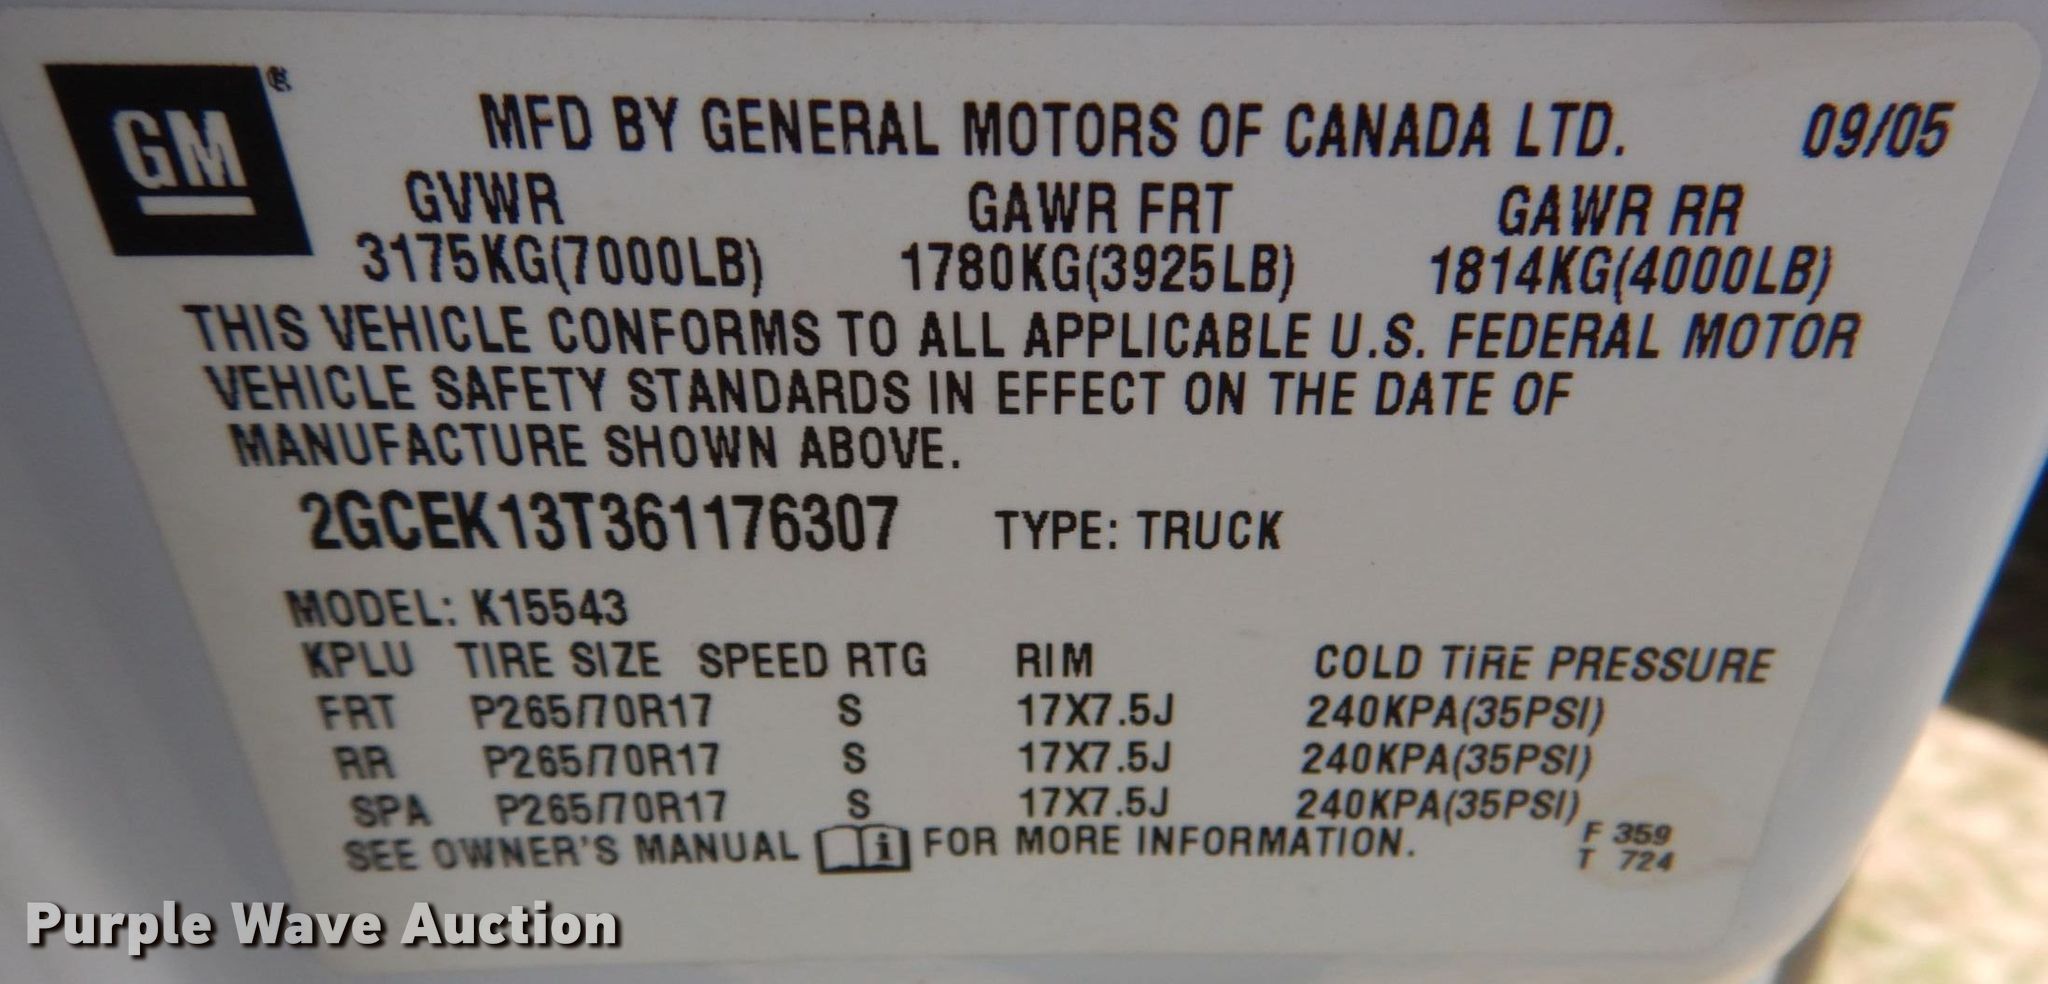 GM ®
MFD BY GENERAL MOTORS OF CANADA LTD. 09/05
GVWR GAWR FRT GAWR RR
3175KG(7000LB) 1780KG(3925LB) 1814KG(4000LB)
THIS VEHICLE CONFORMS TO ALL APPLICABLE U.S. FEDERAL MOTOR
VEHICLE SAFETY STANDARDS IN EFFECT ON THE DATE OF
MANUFACTURE SHOWN ABOVE.
2GCEK13T361176307 TYPE: TRUCK
MODEL: K15543
KPLU TIRE SIZE SPEED RTG RIM COLD TIRE PRESSURE
FRT P265/70R17 S 17X7.5J 240KPA(35PSI)
RR P265/70R17 S 17X7.5J 240KPA(35PSI)
SPA P265/70R17 S 17X7.5J 240KPA(35PSI)
SEE OWNER'S MANUAL i FOR MORE INFORMATION.
F 359
T 724
Purple Wave Auction